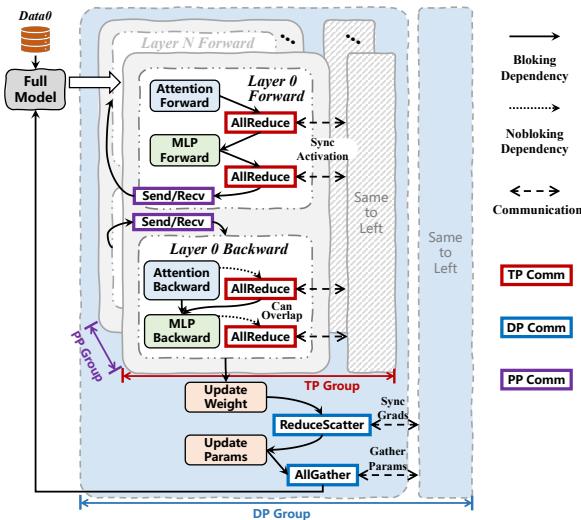 Data0
Full
Model
Layer N Forward
Layer 0
Forward
Attention
Forward
AllReduce
MLP
Forward
Sync
Activation
AllReduce
Send/Recv
Send/Recv
Layer 0 Backward
Attention
Backward
AllReduce
Can
Overlap
MLP
Backward
AllReduce
Same
to
Left
Same
to
Left
PP Group
TP Group
Update
Weight
Sync
Grads
ReduceScatter
Update
Params
Gather
Params
AllGather
DP Group
Bloking
Dependency
Nobloking
Dependency
Communication
TP Comm
DP Comm
PP Comm